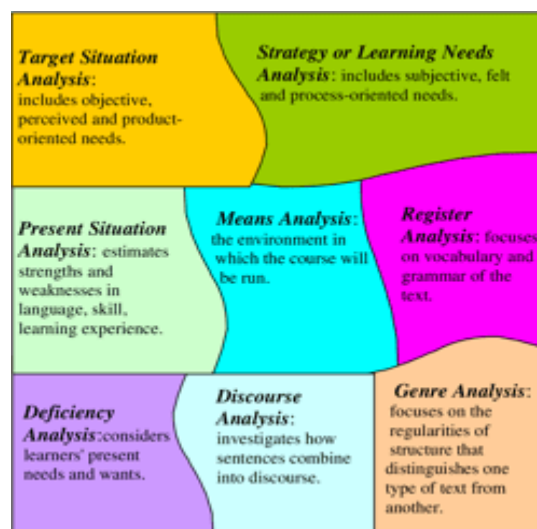 Target Situation
Analysis:
includes objective,
perceived and product-
oriented needs.
Strategy or Learning Needs
Analysis: includes subjective, felt
and process-oriented needs.
Present Situation
Analysis: estimates
strengths and
weaknesses in
language, skill,
learning experience.
Means Analysis:
the environment in
which the course will
be run.
Register
Analysis: focuses
on vocabulary and
grammar of the
text.
Deficiency
Analysis:considers
learners' present
needs and wants.
Discourse
Analysis:
investigates how
sentences combine
into discourse.
Genre Analysis:
focuses on the
regularities of
structure that
distinguishes one
type of text from
another.